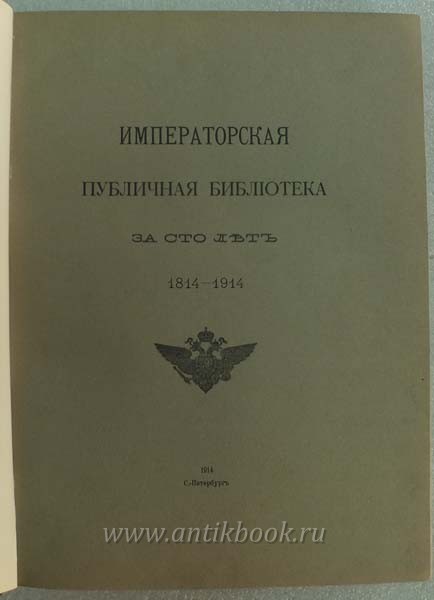 ИМПЕРАТОРСКАЯ
ПУБЛИЧНАЯ БИБЛІОТЕКА
ЗА СТО ЛѢТЪ
1814—1914
1914
С.-Петербургъ
www.antikbook.ru